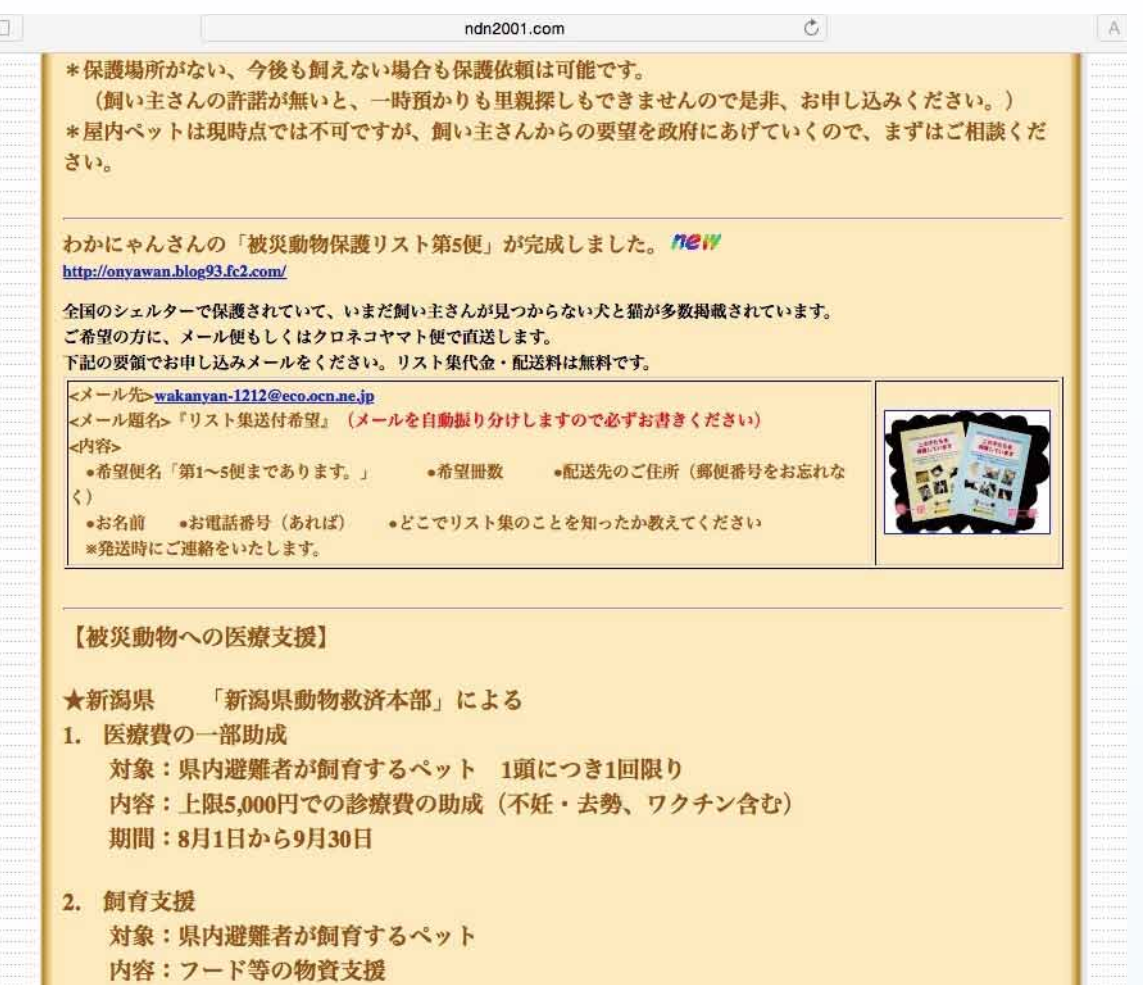 ndn2001.com
A
＊保護場所がない、今後も飼えない場合も保護依頼は可能です。
（飼い主さんの許諾が無いと、一時預かりも里親探しもできませんので是非、お申し込みください。）
＊屋内ペットは現時点では不可ですが、飼い主さんからの要望を政府にあげていくので、まずはご相談くだ
さい。
わかにゃんさんの「被災動物保護リスト第5便」が完成しました。 new
http://onyawan.blog93.fc2.com/
全国のシェルターで保護されていて、いまだ飼い主さんが見つからない犬と猫が多数掲載されています。
ご希望の方に、メール便もしくはクロネコヤマト便で直送します。
下記の要領でお申し込みメールをください。リスト集代金・配送料は無料です。
<メール先>wakanyan-1212@eco.ocn.ne.jp
<メール題名>『リスト集送付希望』（メールを自動振り分けしますので必ずお書きください）
<内容>
●希望便名「第1〜5便まであります。」 ●希望冊数 ●配送先のご住所（郵便番号をお忘れな
く）
●お名前 ●お電話番号（あれば） ●どこでリスト集のことを知ったか教えてください
※発送時にご連絡をいたします。
【被災動物への医療支援】
★新潟県 「新潟県動物救済本部」による
1. 医療費の一部助成
対象：県内避難者が飼育するペット 1頭につき1回限り
内容：上限5,000円での診療費の助成（不妊・去勢、ワクチン含む）
期間：8月1日から9月30日
2. 飼育支援
対象：県内避難者が飼育するペット
内容：フード等の物資支援